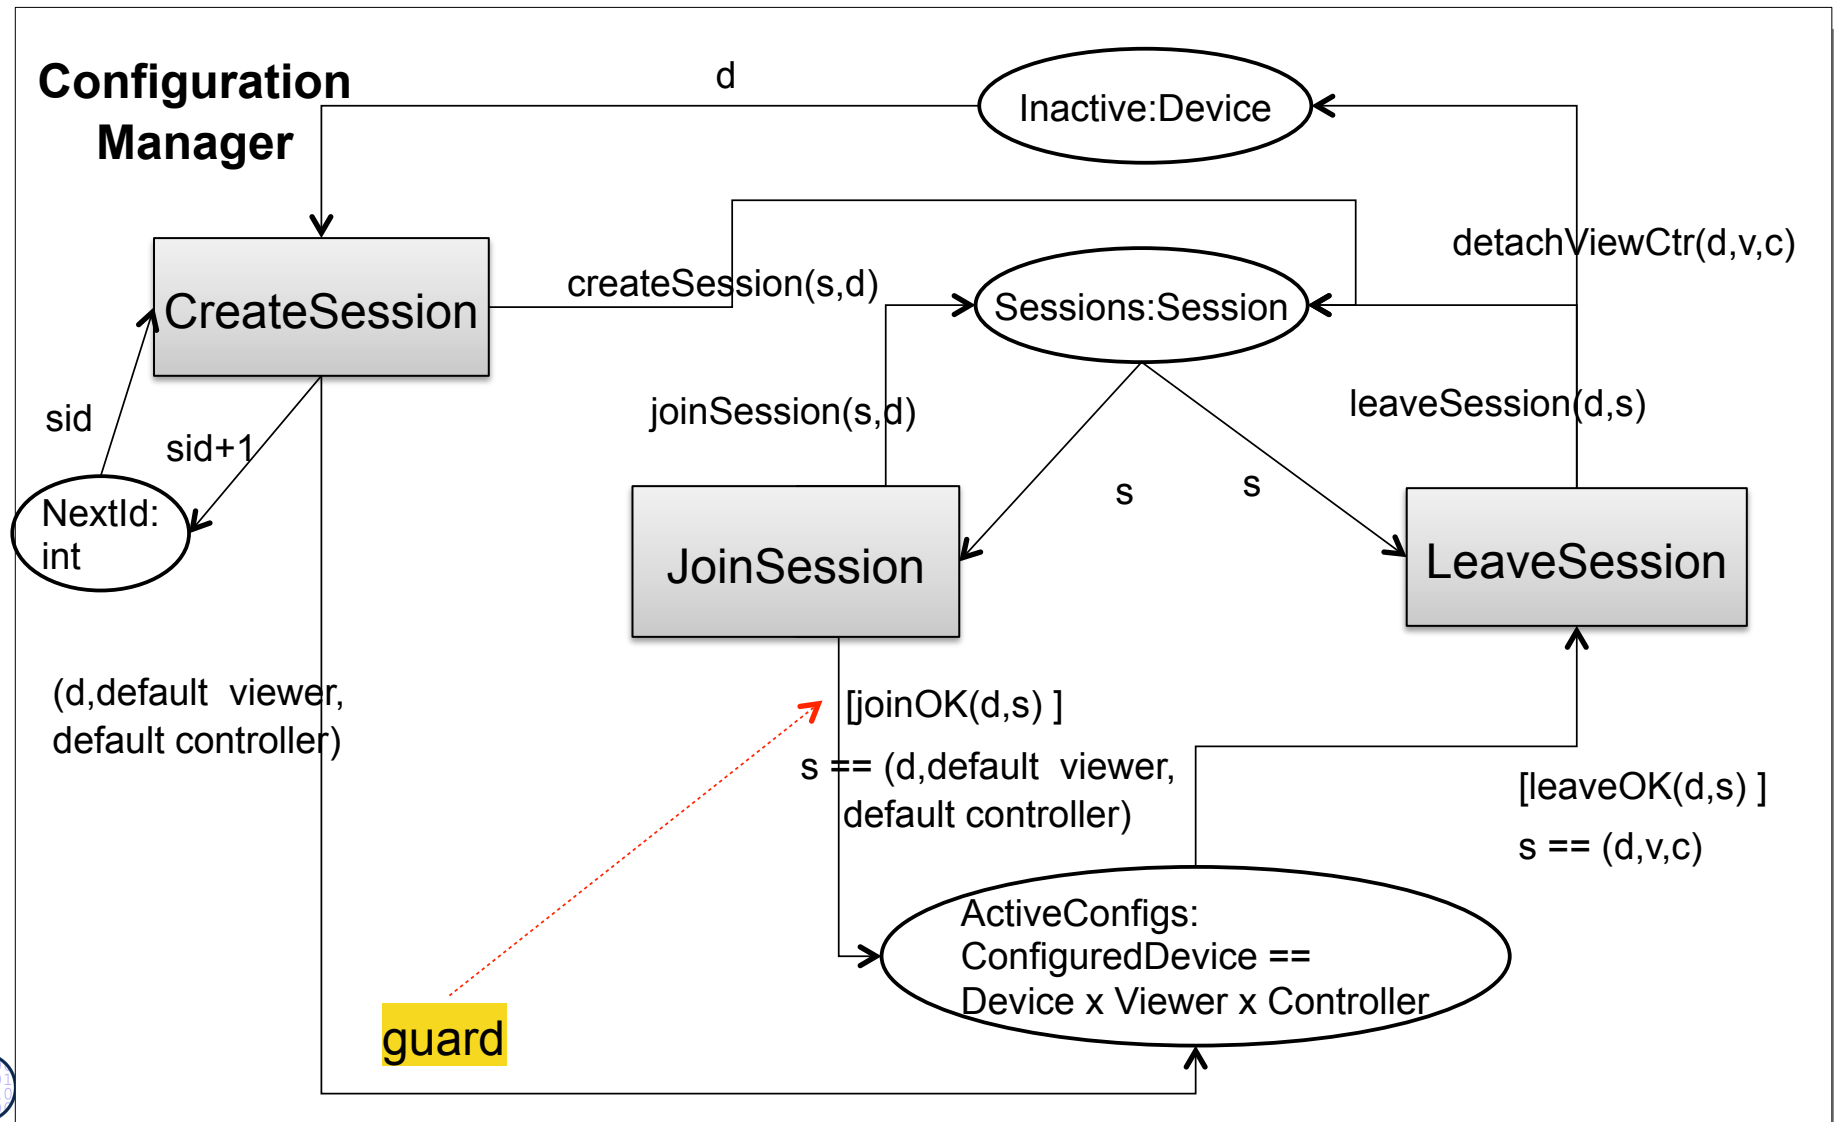 Configuration
Manager
d
Inactive:Device
detachViewCtr(d,v,c)
CreateSession
createSession(s,d)
Sessions:Session
sid
sid+1
joinSession(s,d)
leaveSession(d,s)
s
s
NextId:
int
JoinSession
LeaveSession
(d,default viewer,
default controller)
[joinOK(d,s) ]
s == (d,default viewer,
default controller)
[leaveOK(d,s) ]
s == (d,v,c)
ActiveConfigs:
ConfiguredDevice ==
Device x Viewer x Controller
guard